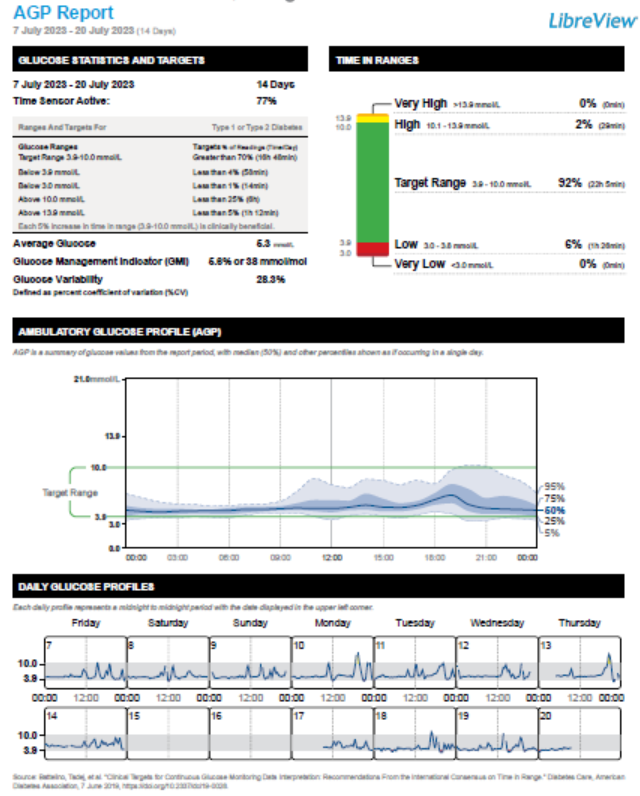 AGP Report
LibreView
7 July 2023 - 20 July 2023 (14 Days)
GLUCOSE STATISTICS AND TARGETS
7 July 2023 - 20 July 2023 14 Days
Time Sensor Active: 77%
Ranges And Targets For Type 1 or Type 2 Diabetes
Glucose Ranges Targets % of Readings (Time/Day)
Target Range 3.9-10.0 mmol/L Greater than 70% (16h 48min)
Below 3.9 mmol/L Less than 4% (58min)
Below 3.0 mmol/L Less than 1% (14min)
Above 10.0 mmol/L Less than 25% (6h)
Above 13.9 mmol/L Less than 5% (1h 12min)
Each 5% increase in time in range (3.9-10.0 mmol/L) is clinically beneficial.
Average Glucose 5.3 mmol/L
Glucose Management Indicator (GMI) 5.6% or 38 mmol/mol
Glucose Variability 28.3%
Defined as percent coefficient of variation (%CV)
TIME IN RANGES
13.9
10.0
3.9
3.0
Very High >13.9 mmol/L 0% (0min)
High 10.1 - 13.9 mmol/L 2% (29min)
Target Range 3.9 - 10.0 mmol/L 92% (22h 5min)
Low 3.0 - 3.8 mmol/L 6% (1h 26min)
Very Low <3.0 mmol/L 0% (0min)
AMBULATORY GLUCOSE PROFILE (AGP)
AGP is a summary of glucose values from the report period, with median (50%) and other percentiles shown as if occurring in a single day.
mmol/L
13.9
10.0
Target Range
3.9
3.0
0.0
95%
75%
50%
25%
5%
00:00 03:00 06:00 09:00 12:00 15:00 18:00 21:00 00:00
DAILY GLUCOSE PROFILES
Each daily profile represents a midnight to midnight period with the date displayed in the upper left corner.
Friday Saturday Sunday Monday Tuesday Wednesday Thursday
7 8 9 10 11 12 13
10.0
3.9
00:00 12:00 00:00 12:00 00:00 12:00 00:00 12:00 00:00 12:00 00:00 12:00 00:00 12:00 00:00
14 15 16 17 18 19 20
10.0
3.9
Source: Battelino, Tadej, et al. "Clinical Targets for Continuous Glucose Monitoring Data Interpretation: Recommendations From the International Consensus on Time in Range." Diabetes Care, American
Diabetes Association, 7 June 2019, https://doi.org/10.2337/dci19-0028.